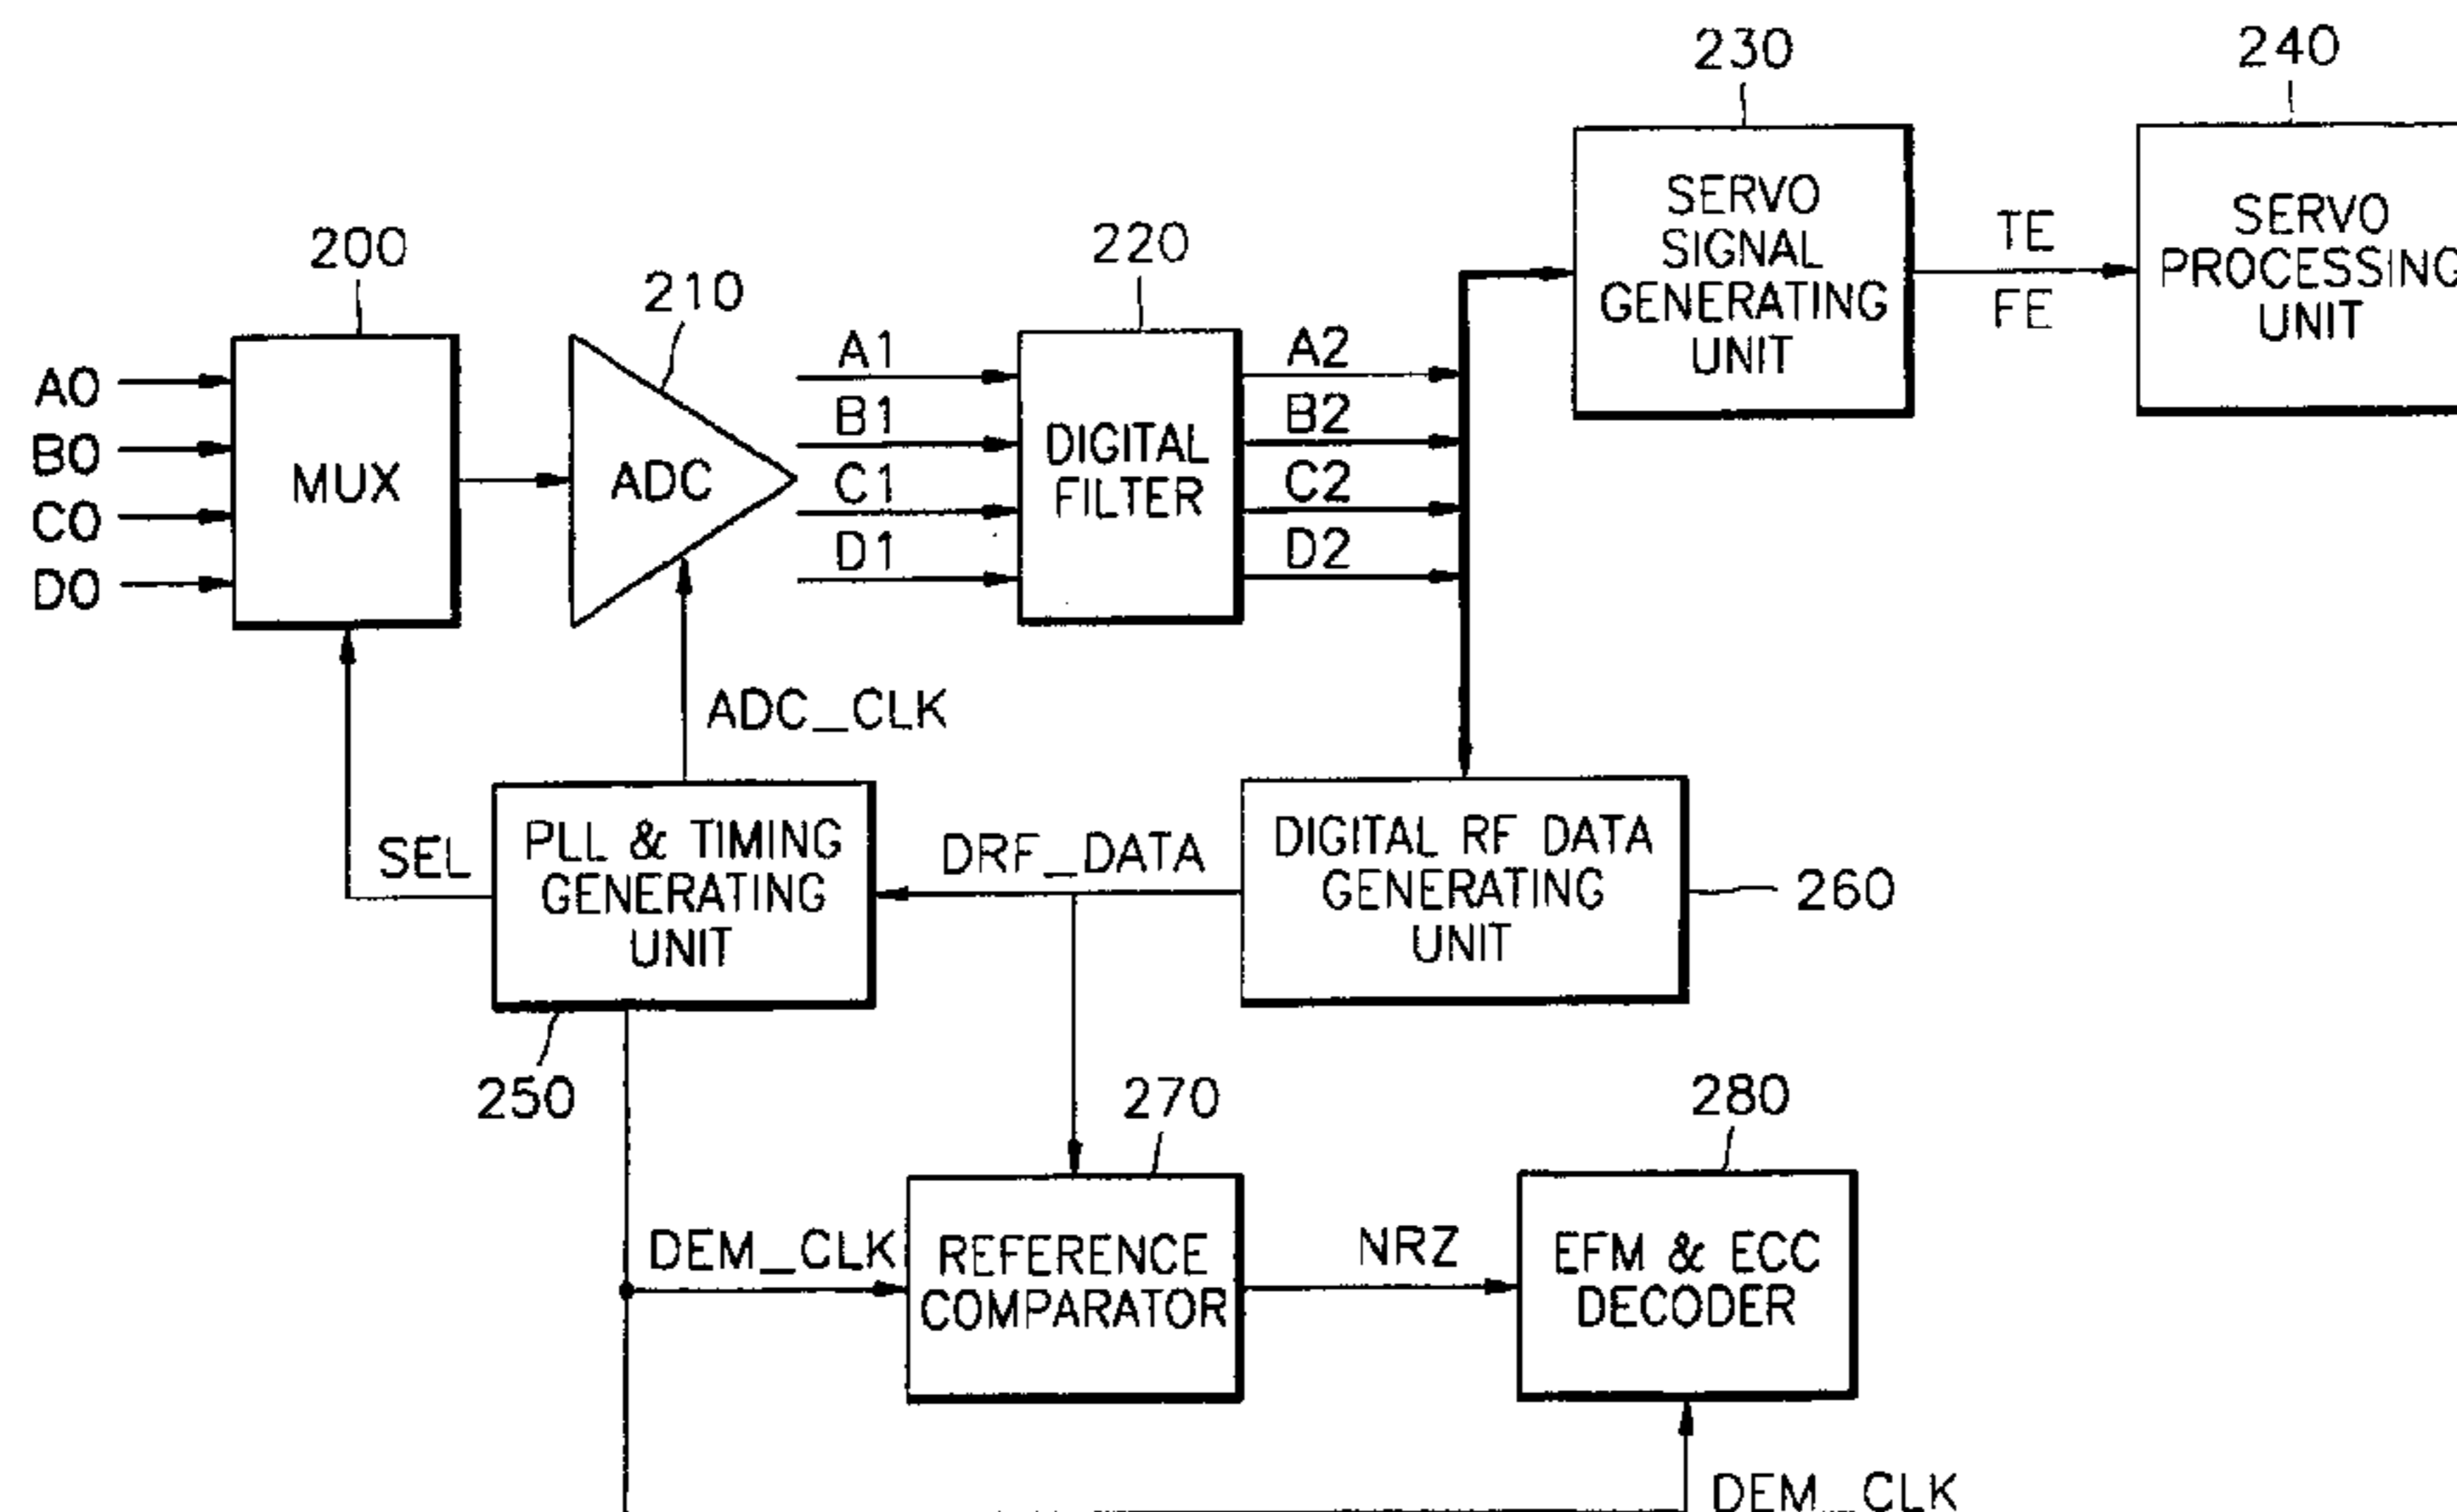 230
240
200
210
220
SERVO
SIGNAL
GENERATING
UNIT
TE
FE
SERVO
PROCESSING
UNIT
A0
B0
C0
D0
MUX
ADC
A1
B1
C1
D1
DIGITAL
FILTER
A2
B2
C2
D2
ADC_CLK
SEL
PLL & TIMING
GENERATING
UNIT
DRF_DATA
DIGITAL RF DATA
GENERATING
UNIT
260
250
270
280
DEM_CLK
REFERENCE
COMPARATOR
NRZ
EFM & ECC
DECODER
DEM_CLK